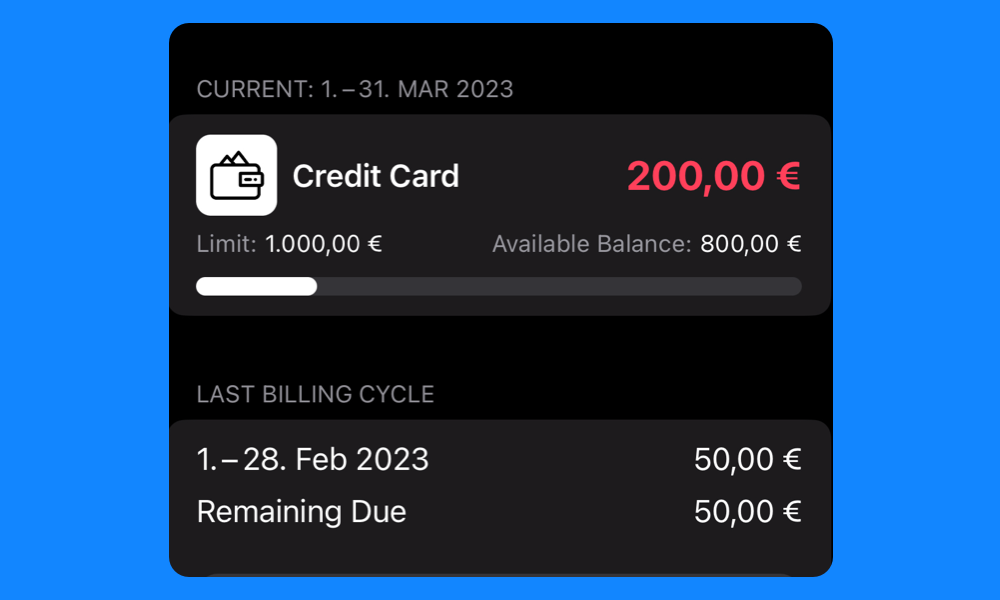 CURRENT: 1. – 31. MAR 2023
Credit Card 200,00 €
Limit: 1.000,00 € Available Balance: 800,00 €
LAST BILLING CYCLE
1. – 28. Feb 2023 50,00 €
Remaining Due 50,00 €